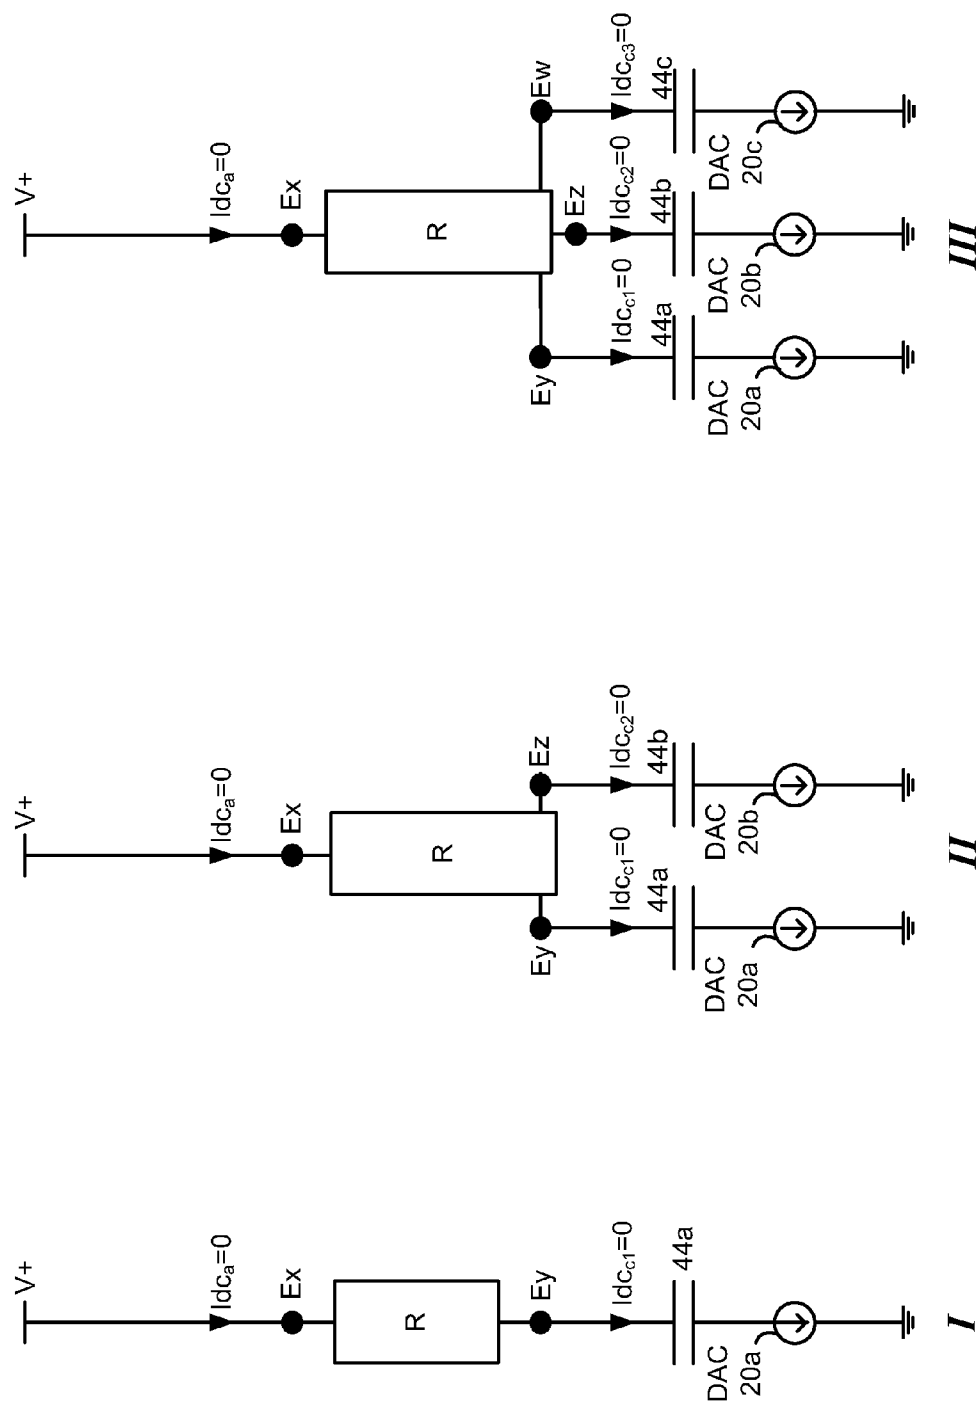 V+
Idca=0
Ex
R
Ey
Idcc1=0
44a
DAC
20a
I
V+
Idca=0
Ex
R
Ey
Ez
Idcc1=0
Idcc2=0
44a
44b
DAC
20a
DAC
20b
II
V+
Idca=0
Ex
R
Ey
Ez
Ew
Idcc1=0
Idcc2=0
Idcc3=0
44a
44b
44c
DAC
20a
DAC
20b
DAC
20c
III